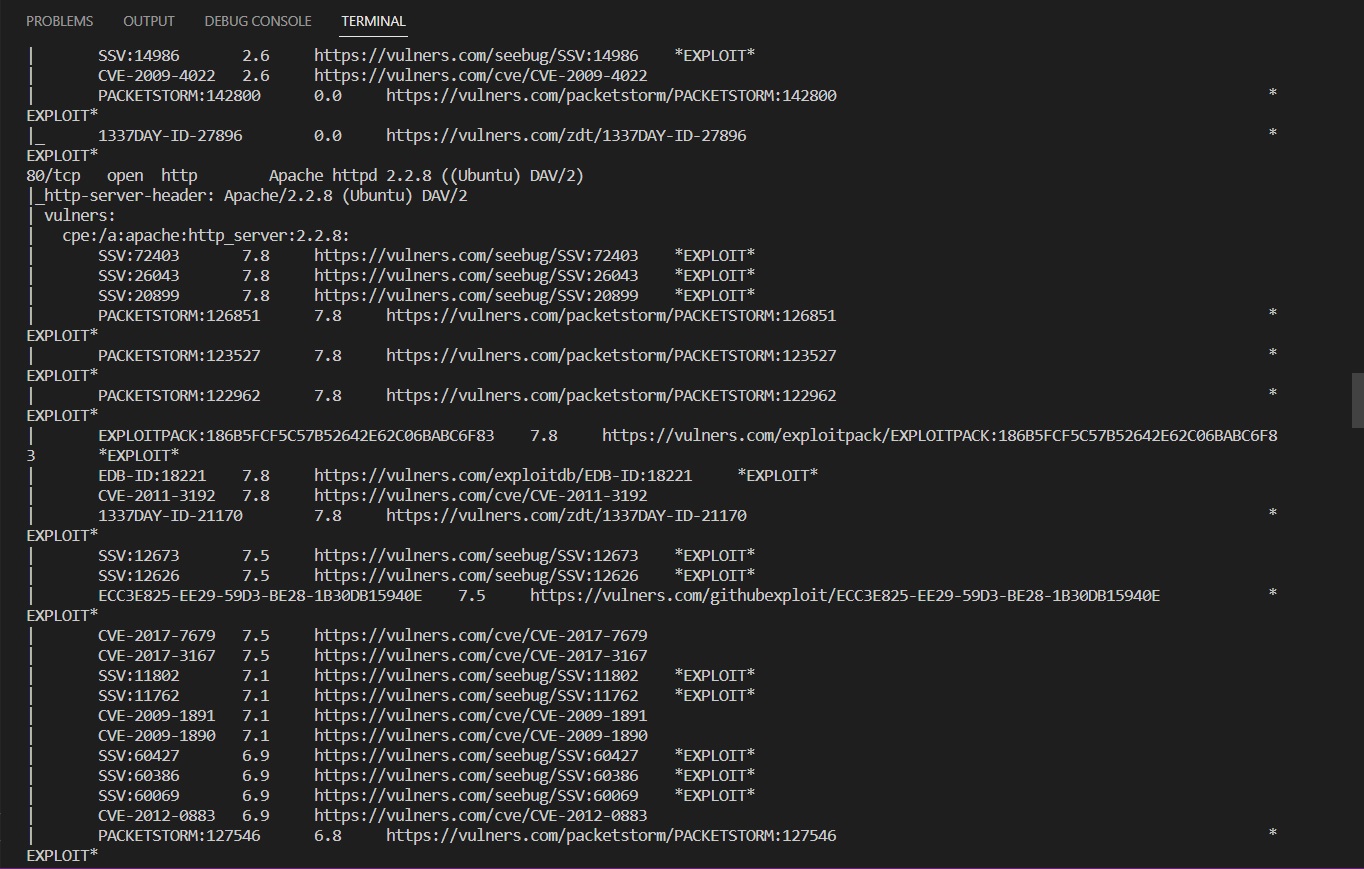 PROBLEMS OUTPUT DEBUG CONSOLE TERMINAL
| SSV:14986 2.6 https://vulners.com/seebug/SSV:14986 *EXPLOIT*
| CVE-2009-4022 2.6 https://vulners.com/cve/CVE-2009-4022
| PACKETSTORM:142800 0.0 https://vulners.com/packetstorm/PACKETSTORM:142800 *
EXPLOIT*
|_ 1337DAY-ID-27896 0.0 https://vulners.com/zdt/1337DAY-ID-27896 *
EXPLOIT*
80/tcp open http Apache httpd 2.2.8 ((Ubuntu) DAV/2)
|_http-server-header: Apache/2.2.8 (Ubuntu) DAV/2
| vulners:
| cpe:/a:apache:http_server:2.2.8:
| SSV:72403 7.8 https://vulners.com/seebug/SSV:72403 *EXPLOIT*
| SSV:26043 7.8 https://vulners.com/seebug/SSV:26043 *EXPLOIT*
| SSV:20899 7.8 https://vulners.com/seebug/SSV:20899 *EXPLOIT*
| PACKETSTORM:126851 7.8 https://vulners.com/packetstorm/PACKETSTORM:126851 *
EXPLOIT*
| PACKETSTORM:123527 7.8 https://vulners.com/packetstorm/PACKETSTORM:123527 *
EXPLOIT*
| PACKETSTORM:122962 7.8 https://vulners.com/packetstorm/PACKETSTORM:122962 *
EXPLOIT*
| EXPLOITPACK:186B5FCF5C57B52642E62C06BABC6F83 7.8 https://vulners.com/exploitpack/EXPLOITPACK:186B5FCF5C57B52642E62C06BABC6F8
3 *EXPLOIT*
| EDB-ID:18221 7.8 https://vulners.com/exploitdb/EDB-ID:18221 *EXPLOIT*
| CVE-2011-3192 7.8 https://vulners.com/cve/CVE-2011-3192
| 1337DAY-ID-21170 7.8 https://vulners.com/zdt/1337DAY-ID-21170 *
EXPLOIT*
| SSV:12673 7.5 https://vulners.com/seebug/SSV:12673 *EXPLOIT*
| SSV:12626 7.5 https://vulners.com/seebug/SSV:12626 *EXPLOIT*
| ECC3E825-EE29-59D3-BE28-1B30DB15940E 7.5 https://vulners.com/githubexploit/ECC3E825-EE29-59D3-BE28-1B30DB15940E *
EXPLOIT*
| CVE-2017-7679 7.5 https://vulners.com/cve/CVE-2017-7679
| CVE-2017-3167 7.5 https://vulners.com/cve/CVE-2017-3167
| SSV:11802 7.1 https://vulners.com/seebug/SSV:11802 *EXPLOIT*
| SSV:11762 7.1 https://vulners.com/seebug/SSV:11762 *EXPLOIT*
| CVE-2009-1891 7.1 https://vulners.com/cve/CVE-2009-1891
| CVE-2009-1890 7.1 https://vulners.com/cve/CVE-2009-1890
| SSV:60427 6.9 https://vulners.com/seebug/SSV:60427 *EXPLOIT*
| SSV:60386 6.9 https://vulners.com/seebug/SSV:60386 *EXPLOIT*
| SSV:60069 6.9 https://vulners.com/seebug/SSV:60069 *EXPLOIT*
| CVE-2012-0883 6.9 https://vulners.com/cve/CVE-2012-0883
| PACKETSTORM:127546 6.8 https://vulners.com/packetstorm/PACKETSTORM:127546 *
EXPLOIT*